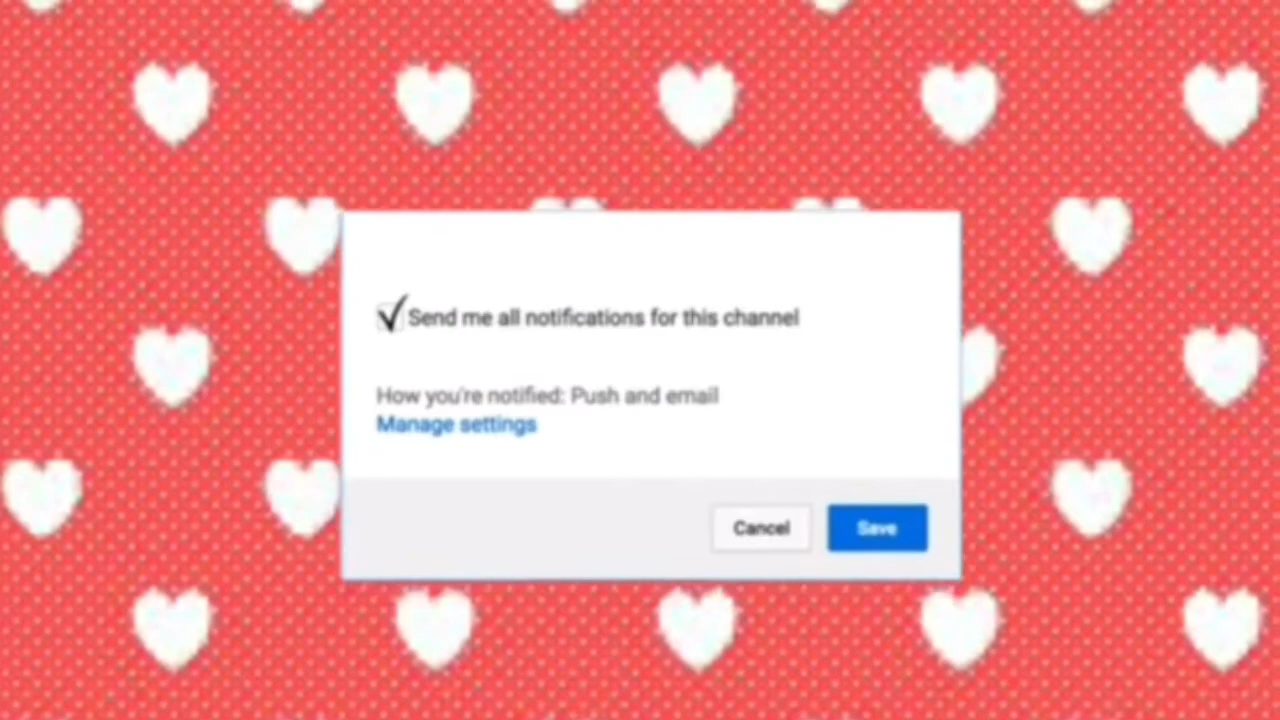 Send me all notifications for this channel
How you're notified: Push and email
Manage settings
Cancel
Save